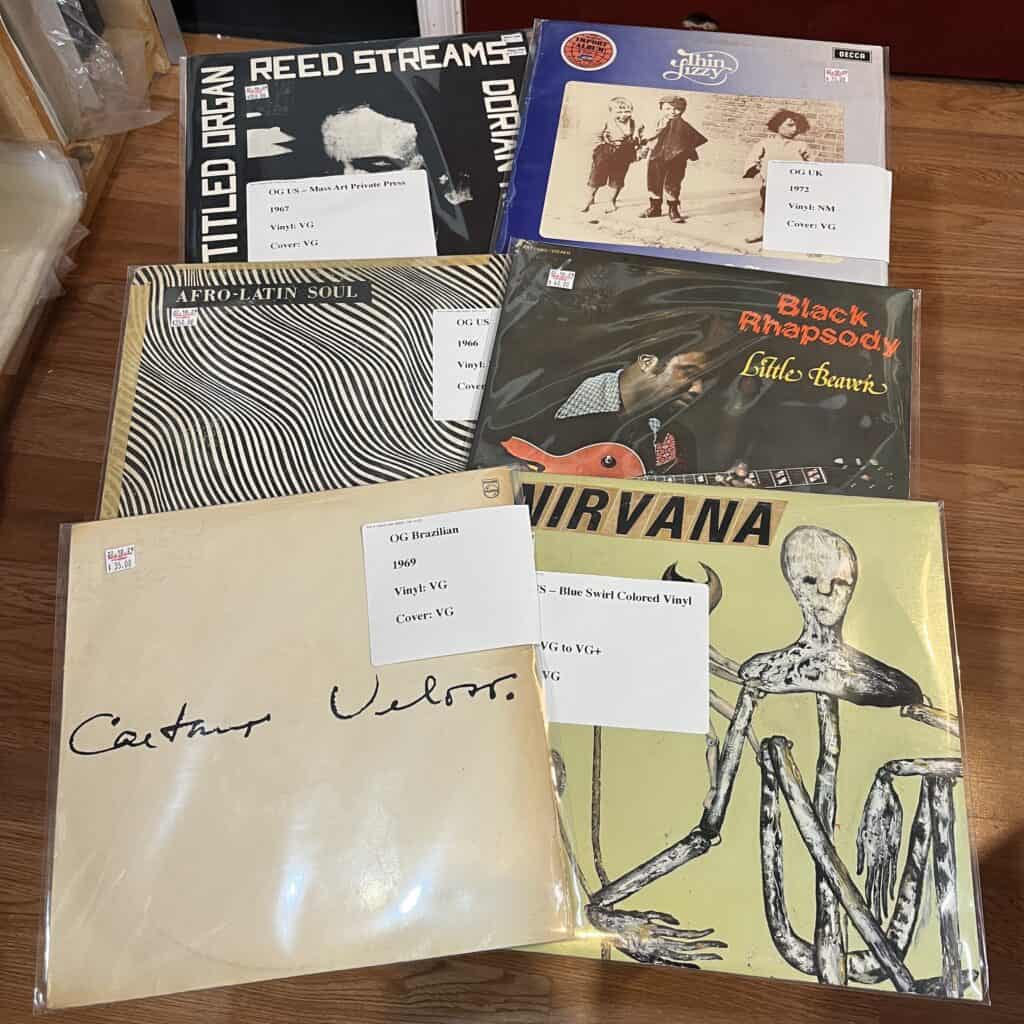 REED STREAMS
TITLED ORGAN
DORIAN
OG US – Mass Art Private Press
1967
Vinyl: VG
Cover: VG
IMPORT
ALBUM
Thin
Lizzy
DECCA
OG UK
1972
Vinyl: NM
Cover: VG
AFRO-LATIN SOUL
OG US
1966
Vinyl:
Cover
Black
Rhapsody
Little Beaver
OG Brazilian
1969
Vinyl: VG
Cover: VG
$ 35.00
Caetano Veloso.
NIRVANA
S – Blue Swirl Colored Vinyl
VG to VG+
VG